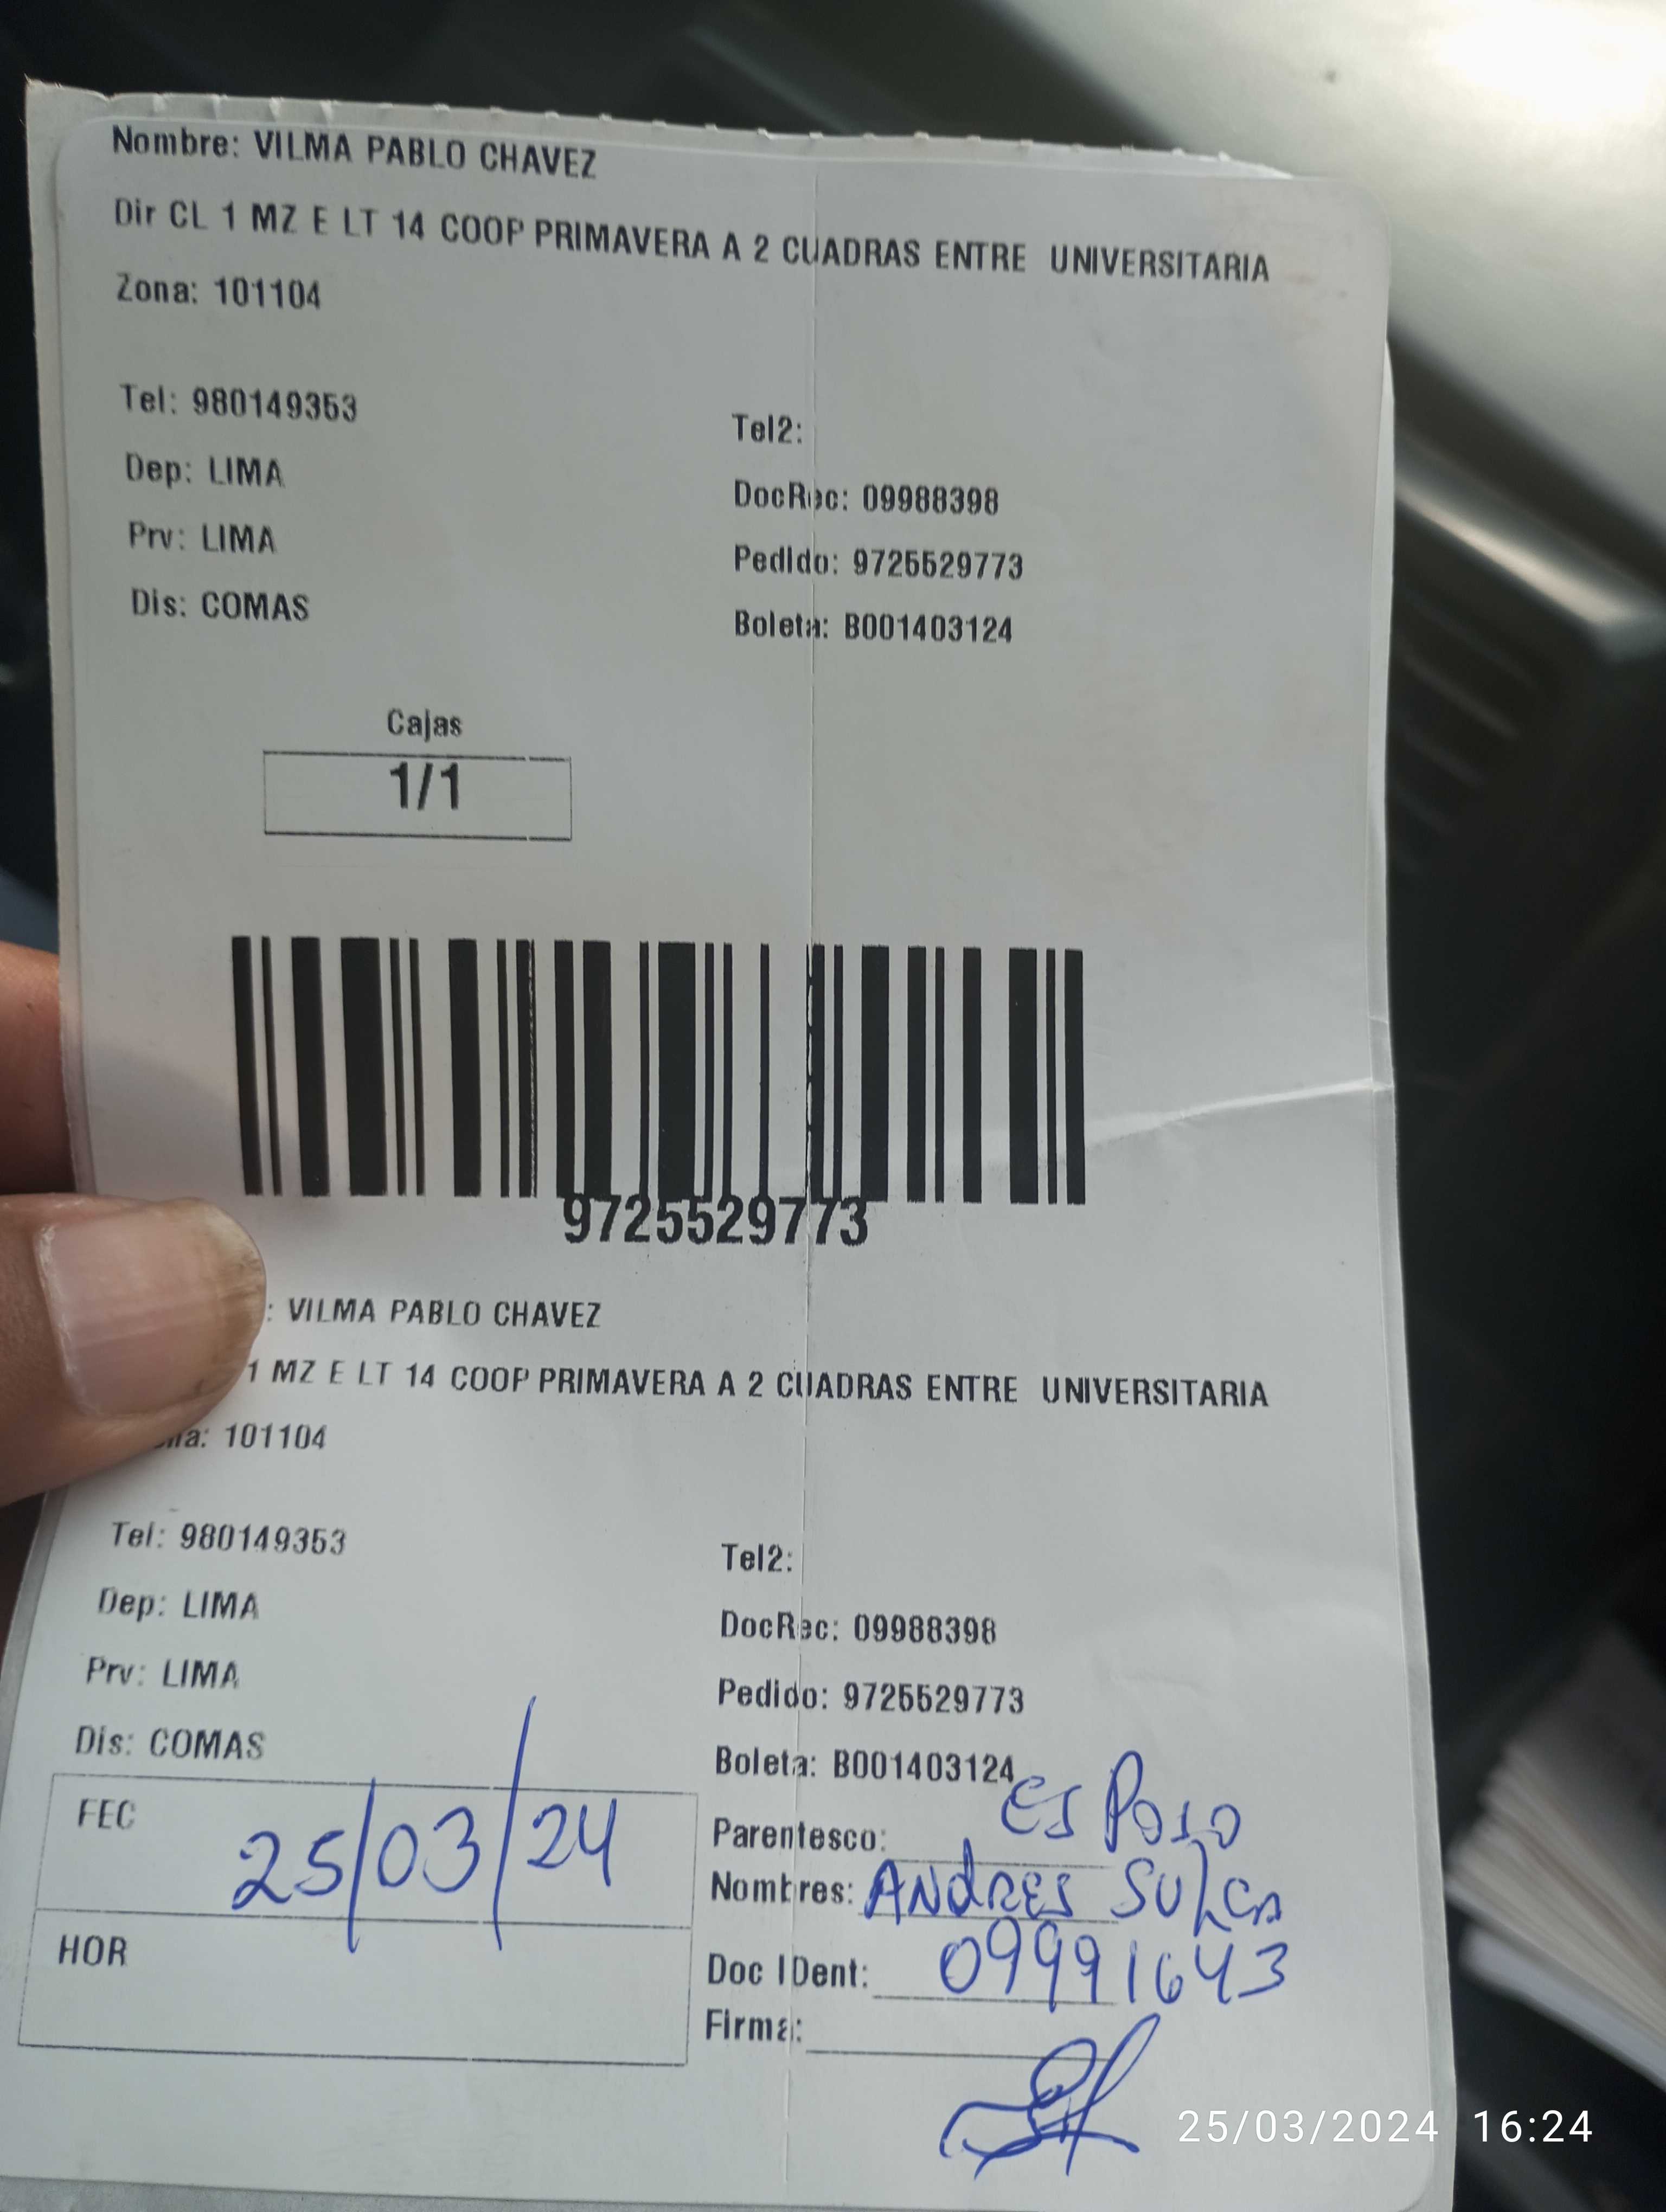 Nombre: VILMA PABLO CHAVEZ
Dir CL 1 MZ E LT 14 COOP PRIMAVERA A 2 CUADRAS ENTRE UNIVERSITARIA
Zona: 101104
Tel: 980149353
Tel2:
Dep: LIMA
DocRec: 09988398
Prv: LIMA
Pedido: 9725529773
Dis: COMAS
Boleta: B001403124
Cajas
1/1
9725529773
: VILMA PABLO CHAVEZ
1 MZ E LT 14 COOP PRIMAVERA A 2 CUADRAS ENTRE UNIVERSITARIA
na: 101104
Tel: 980149353
Tel2:
Dep: LIMA
DocRec: 09988398
Prv: LIMA
Pedido: 9725529773
Dis: COMAS
Boleta: B001403124
FEC 25/03/24
Parentesco: ESPOSO
Nombres: ANdRES SULCA
HOR
Doc IDent: 09991643
Firma:
25/03/2024 16:24